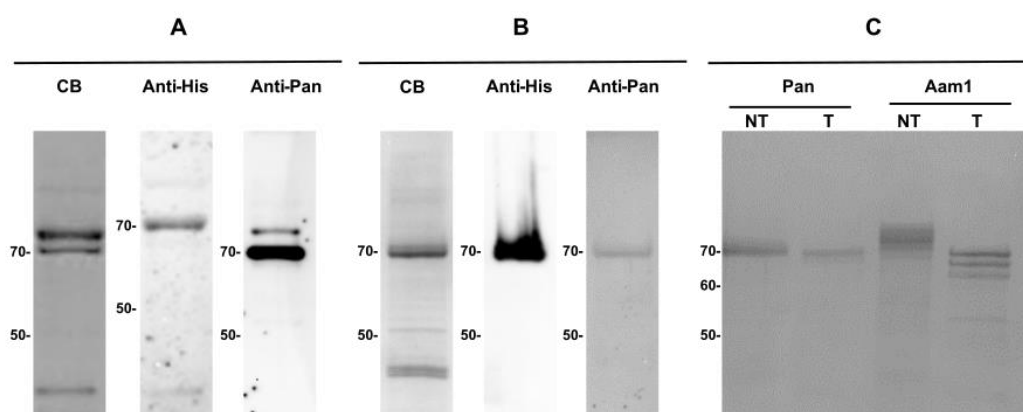 A B C
CB Anti-His Anti-Pan CB Anti-His Anti-Pan Pan Aam1
NT T NT T
70-
70- 70- 70- 70- 70- 70-
60-
50-
50- 50- 50- 50-